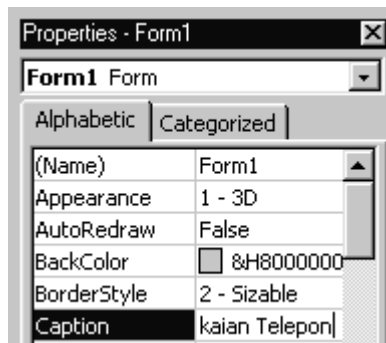 Properties - Form1
Form1 Form
Alphabetic Categorized
(Name) Form1
Appearance 1 - 3D
AutoRedraw False
BackColor &H8000000
BorderStyle 2 - Sizable
Caption kaian Telepon